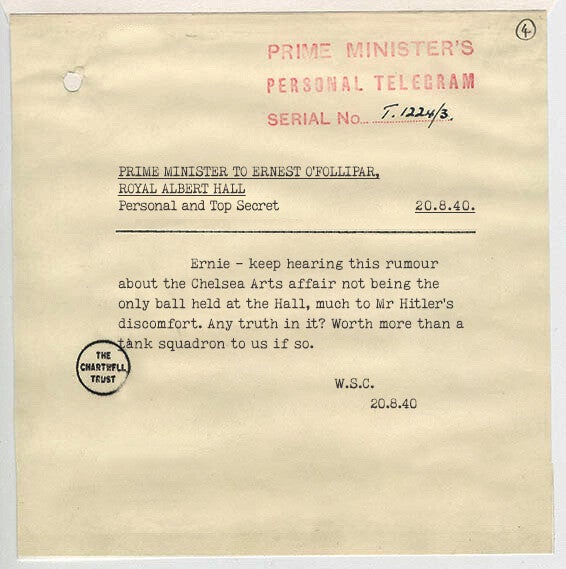 4
PRIME MINISTER'S
PERSONAL TELEGRAM
SERIAL No... T.1224/3.
PRIME MINISTER TO ERNEST O'FOLLIPAR,
ROYAL ALBERT HALL
Personal and Top Secret 20.8.40.
Ernie - keep hearing this rumour
about the Chelsea Arts affair not being the
only ball held at the Hall, much to Mr Hitler's
discomfort. Any truth in it? Worth more than a
tank squadron to us if so.
THE
CHARTWELL
TRUST
W.S.C.
20.8.40